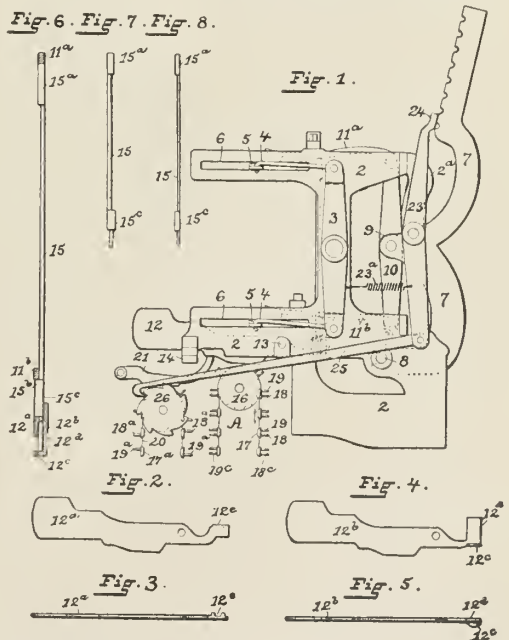 Fig. 6. Fig. 7. Fig. 8.
11a
15a
15a
15a
Fig. 1.
24
11a
2a
7
6
5
4
2
23
15
15
15
3
9
10
15c
15c
23a
7
6
5
4
11b
12
2
13
8
11b
21
14
25
2
15b
15c
19
26
16
18
12a
12b
18a
18c
19
20
A
18
12d
19a
19a
17
12c
17a
19c
18c
Fig. 2.
Fig. 4.
12a
12e
12b
12c
Fig. 3.
Fig. 5.
12a
12e
12b
12d
12c